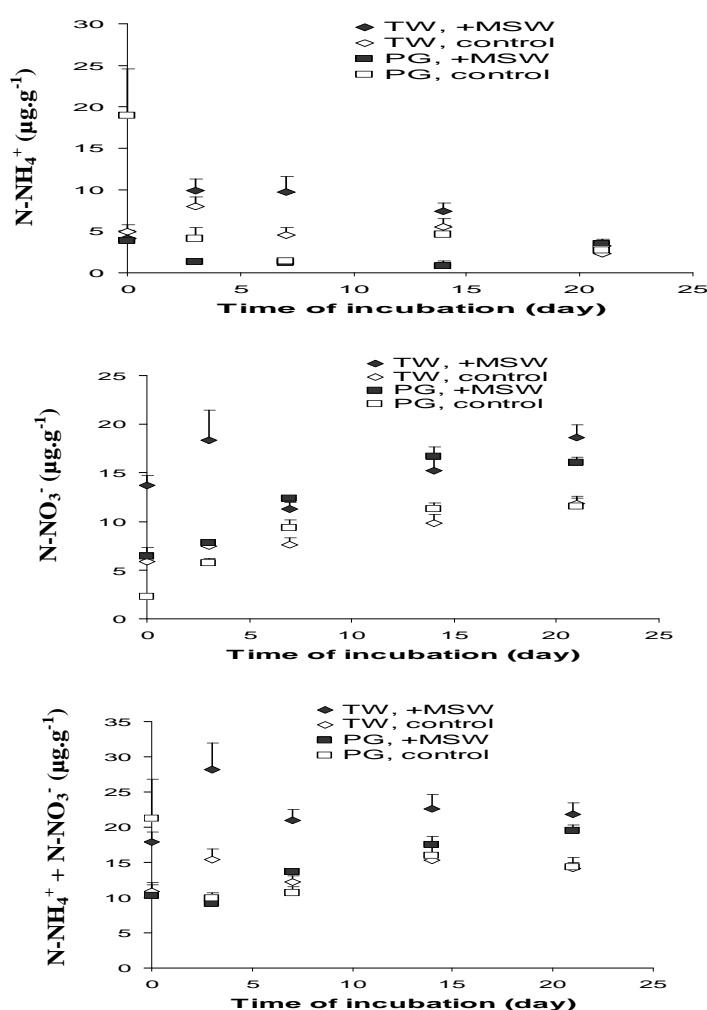 TW, +MSW
TW, control
PG, +MSW
PG, control
N-NH₄⁺ (µg.g⁻¹)
30
25
20
15
10
5
0
0 5 10 15 20 25
Time of incubation (day)
TW, +MSW
TW, control
PG, +MSW
PG, control
N-NO₃⁻ (µg.g⁻¹)
25
20
15
10
5
0
0 5 10 15 20 25
Time of incubation (day)
TW, +MSW
TW, control
PG, +MSW
PG, control
N-NH₄⁺ + N-NO₃⁻ (µg.g⁻¹)
35
30
25
20
15
10
5
0
0 5 10 15 20 25
Time of incubation (day)